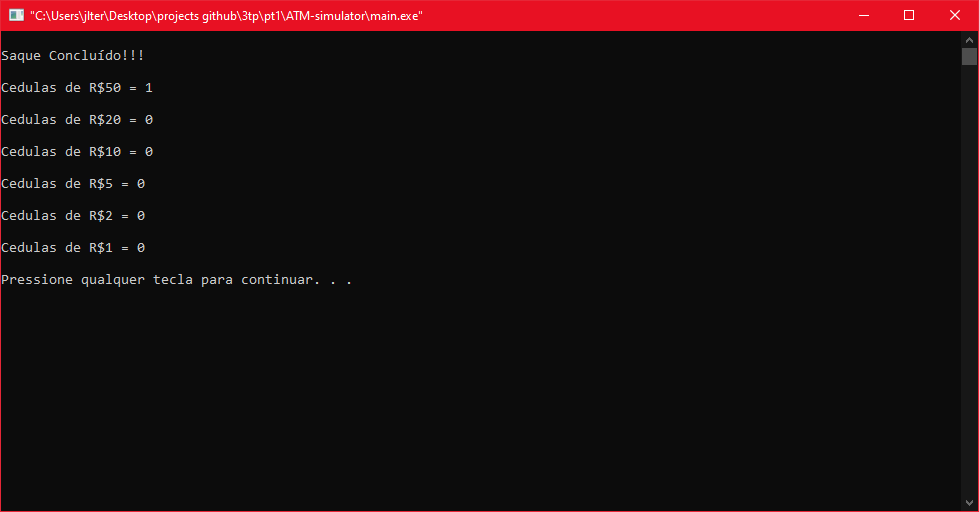 "C:\Users\jlter\Desktop\projects github\3tp\pt1\ATM-simulator\main.exe"
Saque Concluído!!!
Cedulas de R$50 = 1
Cedulas de R$20 = 0
Cedulas de R$10 = 0
Cedulas de R$5 = 0
Cedulas de R$2 = 0
Cedulas de R$1 = 0
Pressione qualquer tecla para continuar. . .